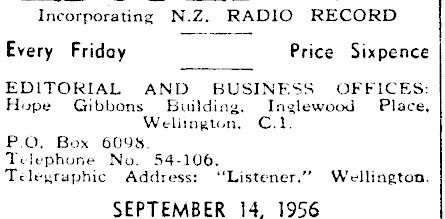 Incorporating N.Z. RADIO RECORD
Every Friday Price Sixpence
EDITORIAL AND BUSINESS OFFICES:
Hope Gibbons Building, Inglewood Place,
Wellington, C.1.
P.O. Box 6098.
Telephone No. 54-106.
Telegraphic Address: "Listener," Wellington.
SEPTEMBER 14, 1956